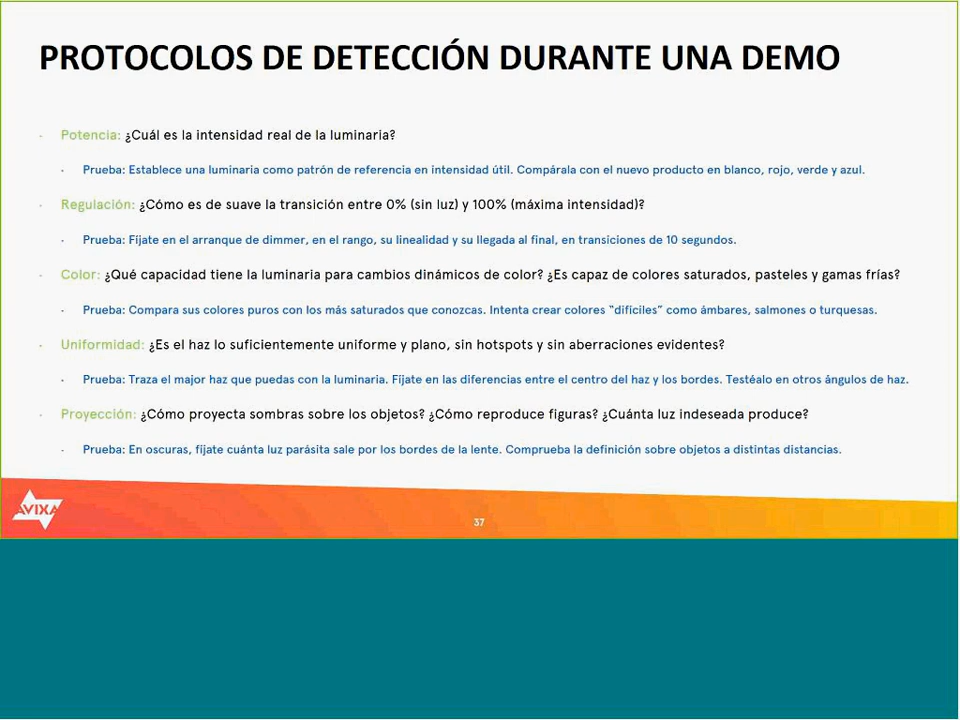 PROTOCOLOS DE DETECCIÓN DURANTE UNA DEMO
Potencia: ¿Cuál es la intensidad real de la luminaria?
Prueba: Establece una luminaria como patrón de referencia en intensidad útil. Compárala con el nuevo producto en blanco, rojo, verde y azul.
Regulación: ¿Cómo es de suave la transición entre 0% (sin luz) y 100% (máxima intensidad)?
Prueba: Fíjate en el arranque de dimmer, en el rango, su linealidad y su llegada al final, en transiciones de 10 segundos.
Color: ¿Qué capacidad tiene la luminaria para cambios dinámicos de color? ¿Es capaz de colores saturados, pasteles y gamas frías?
Prueba: Compara sus colores puros con los más saturados que conozcas. Intenta crear colores “difíciles” como ámbares, salmones o turquesas.
Uniformidad: ¿Es el haz lo suficientemente uniforme y plano, sin hotspots y sin aberraciones evidentes?
Prueba: Traza el major haz que puedas con la luminaria. Fíjate en las diferencias entre el centro del haz y los bordes. Testéalo en otros ángulos de haz.
Proyección: ¿Cómo proyecta sombras sobre los objetos? ¿Cómo reproduce figuras? ¿Cuánta luz indeseada produce?
Prueba: En oscuras, fíjate cuánta luz parásita sale por los bordes de la lente. Comprueba la definición sobre objetos a distintas distancias.
AVIXA
37